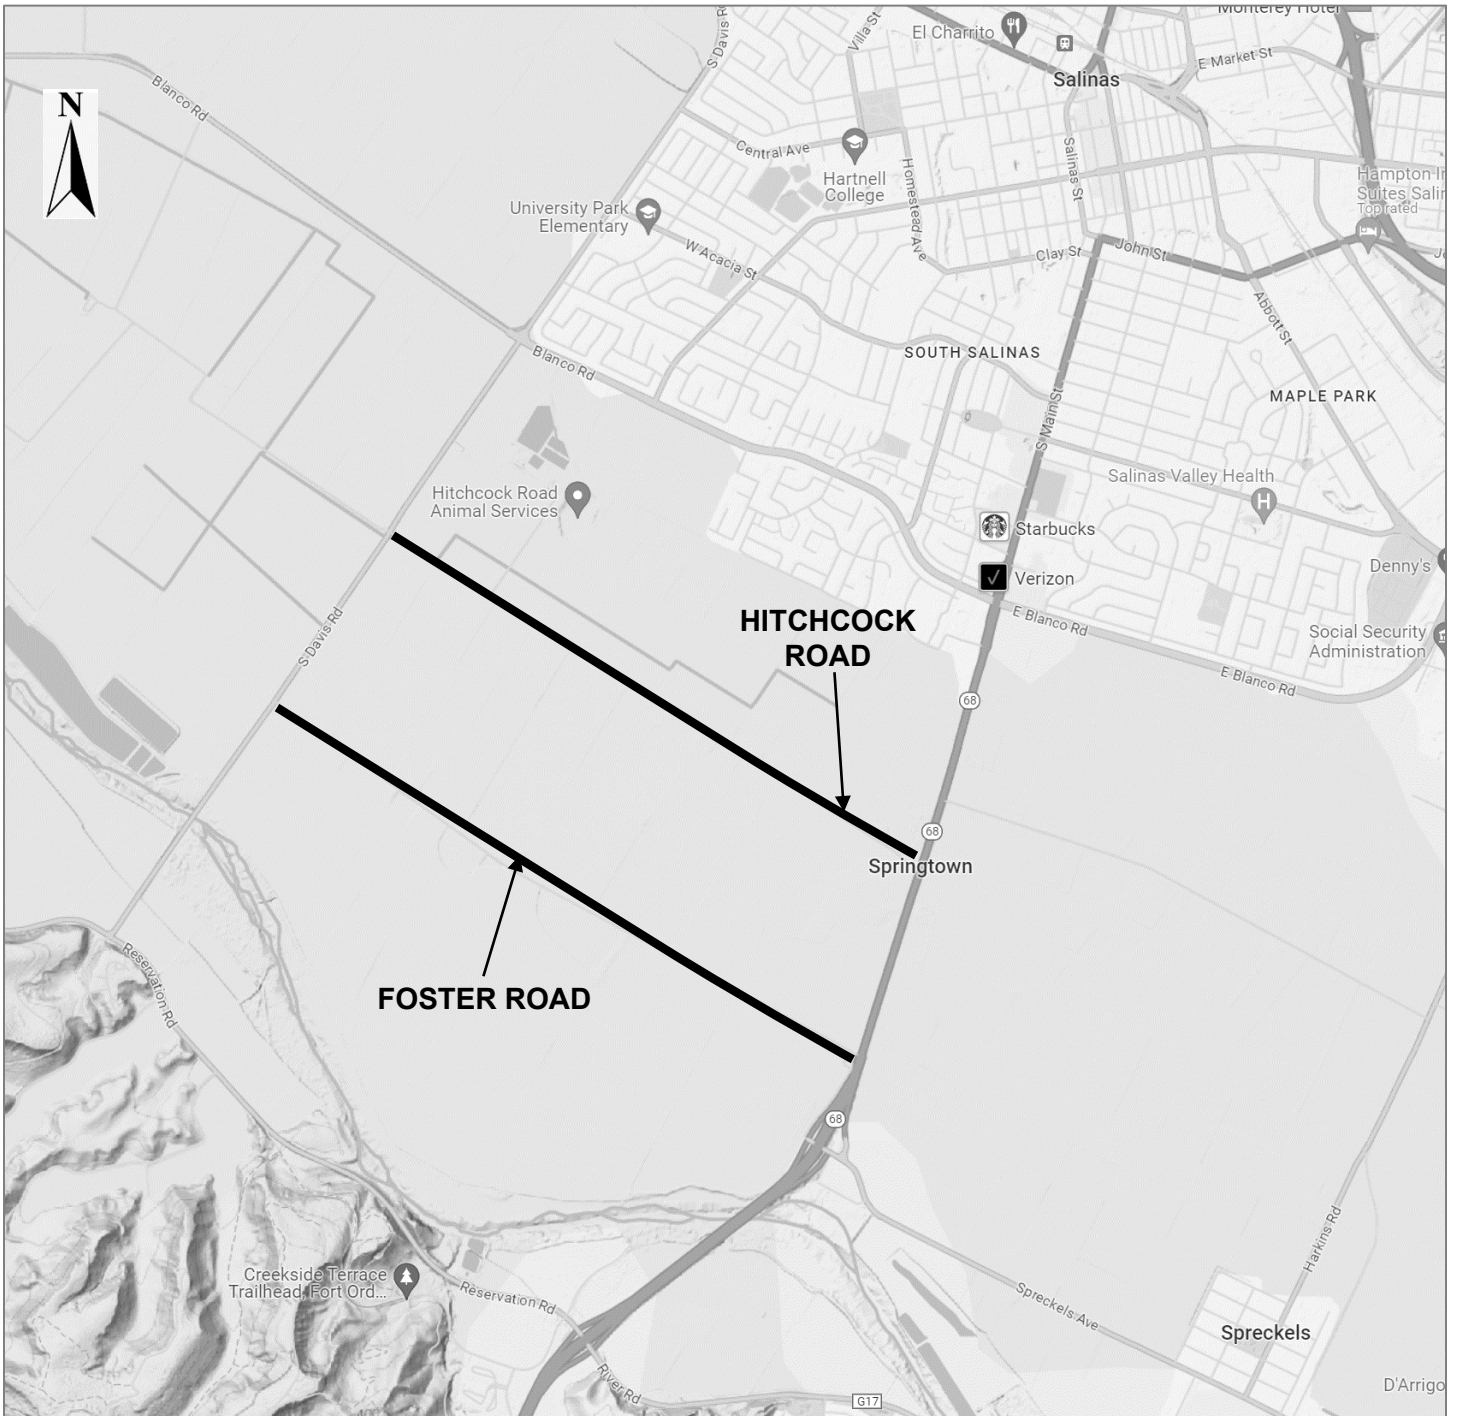 Monterey Hotel
S Davis R
Villa St
El Charrito
E Market St
Salinas
N
Blanco Rd
Central Ave
Salinas St
Hartnell
College
Homestead Ave
Hampton In
Suites Salin
Top rated
University Park
Elementary
W Acacia St
Clay St
John St
Abbott St
Blanco Rd
SOUTH SALINAS
MAPLE PARK
S Main St
Salinas Valley Health
H
Hitchcock Road
Animal Services
Starbucks
Denny's
Verizon
HITCHCOCK
ROAD
E Blanco Rd
Social Security
Administration
S Davis Rd
E Blanco Rd
68
68
Springtown
Reservation Rd
FOSTER ROAD
68
Harkins Rd
Creekside Terrace
Trailhead, Fort Ord...
Reservation Rd
Spreckels Ave
Spreckels
River Rd
G17
D'Arrigo